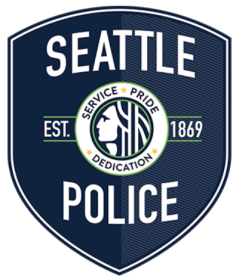 SEATTLE
SERVICE ★ PRIDE
EST. 1869
★ DEDICATION ★
POLICE